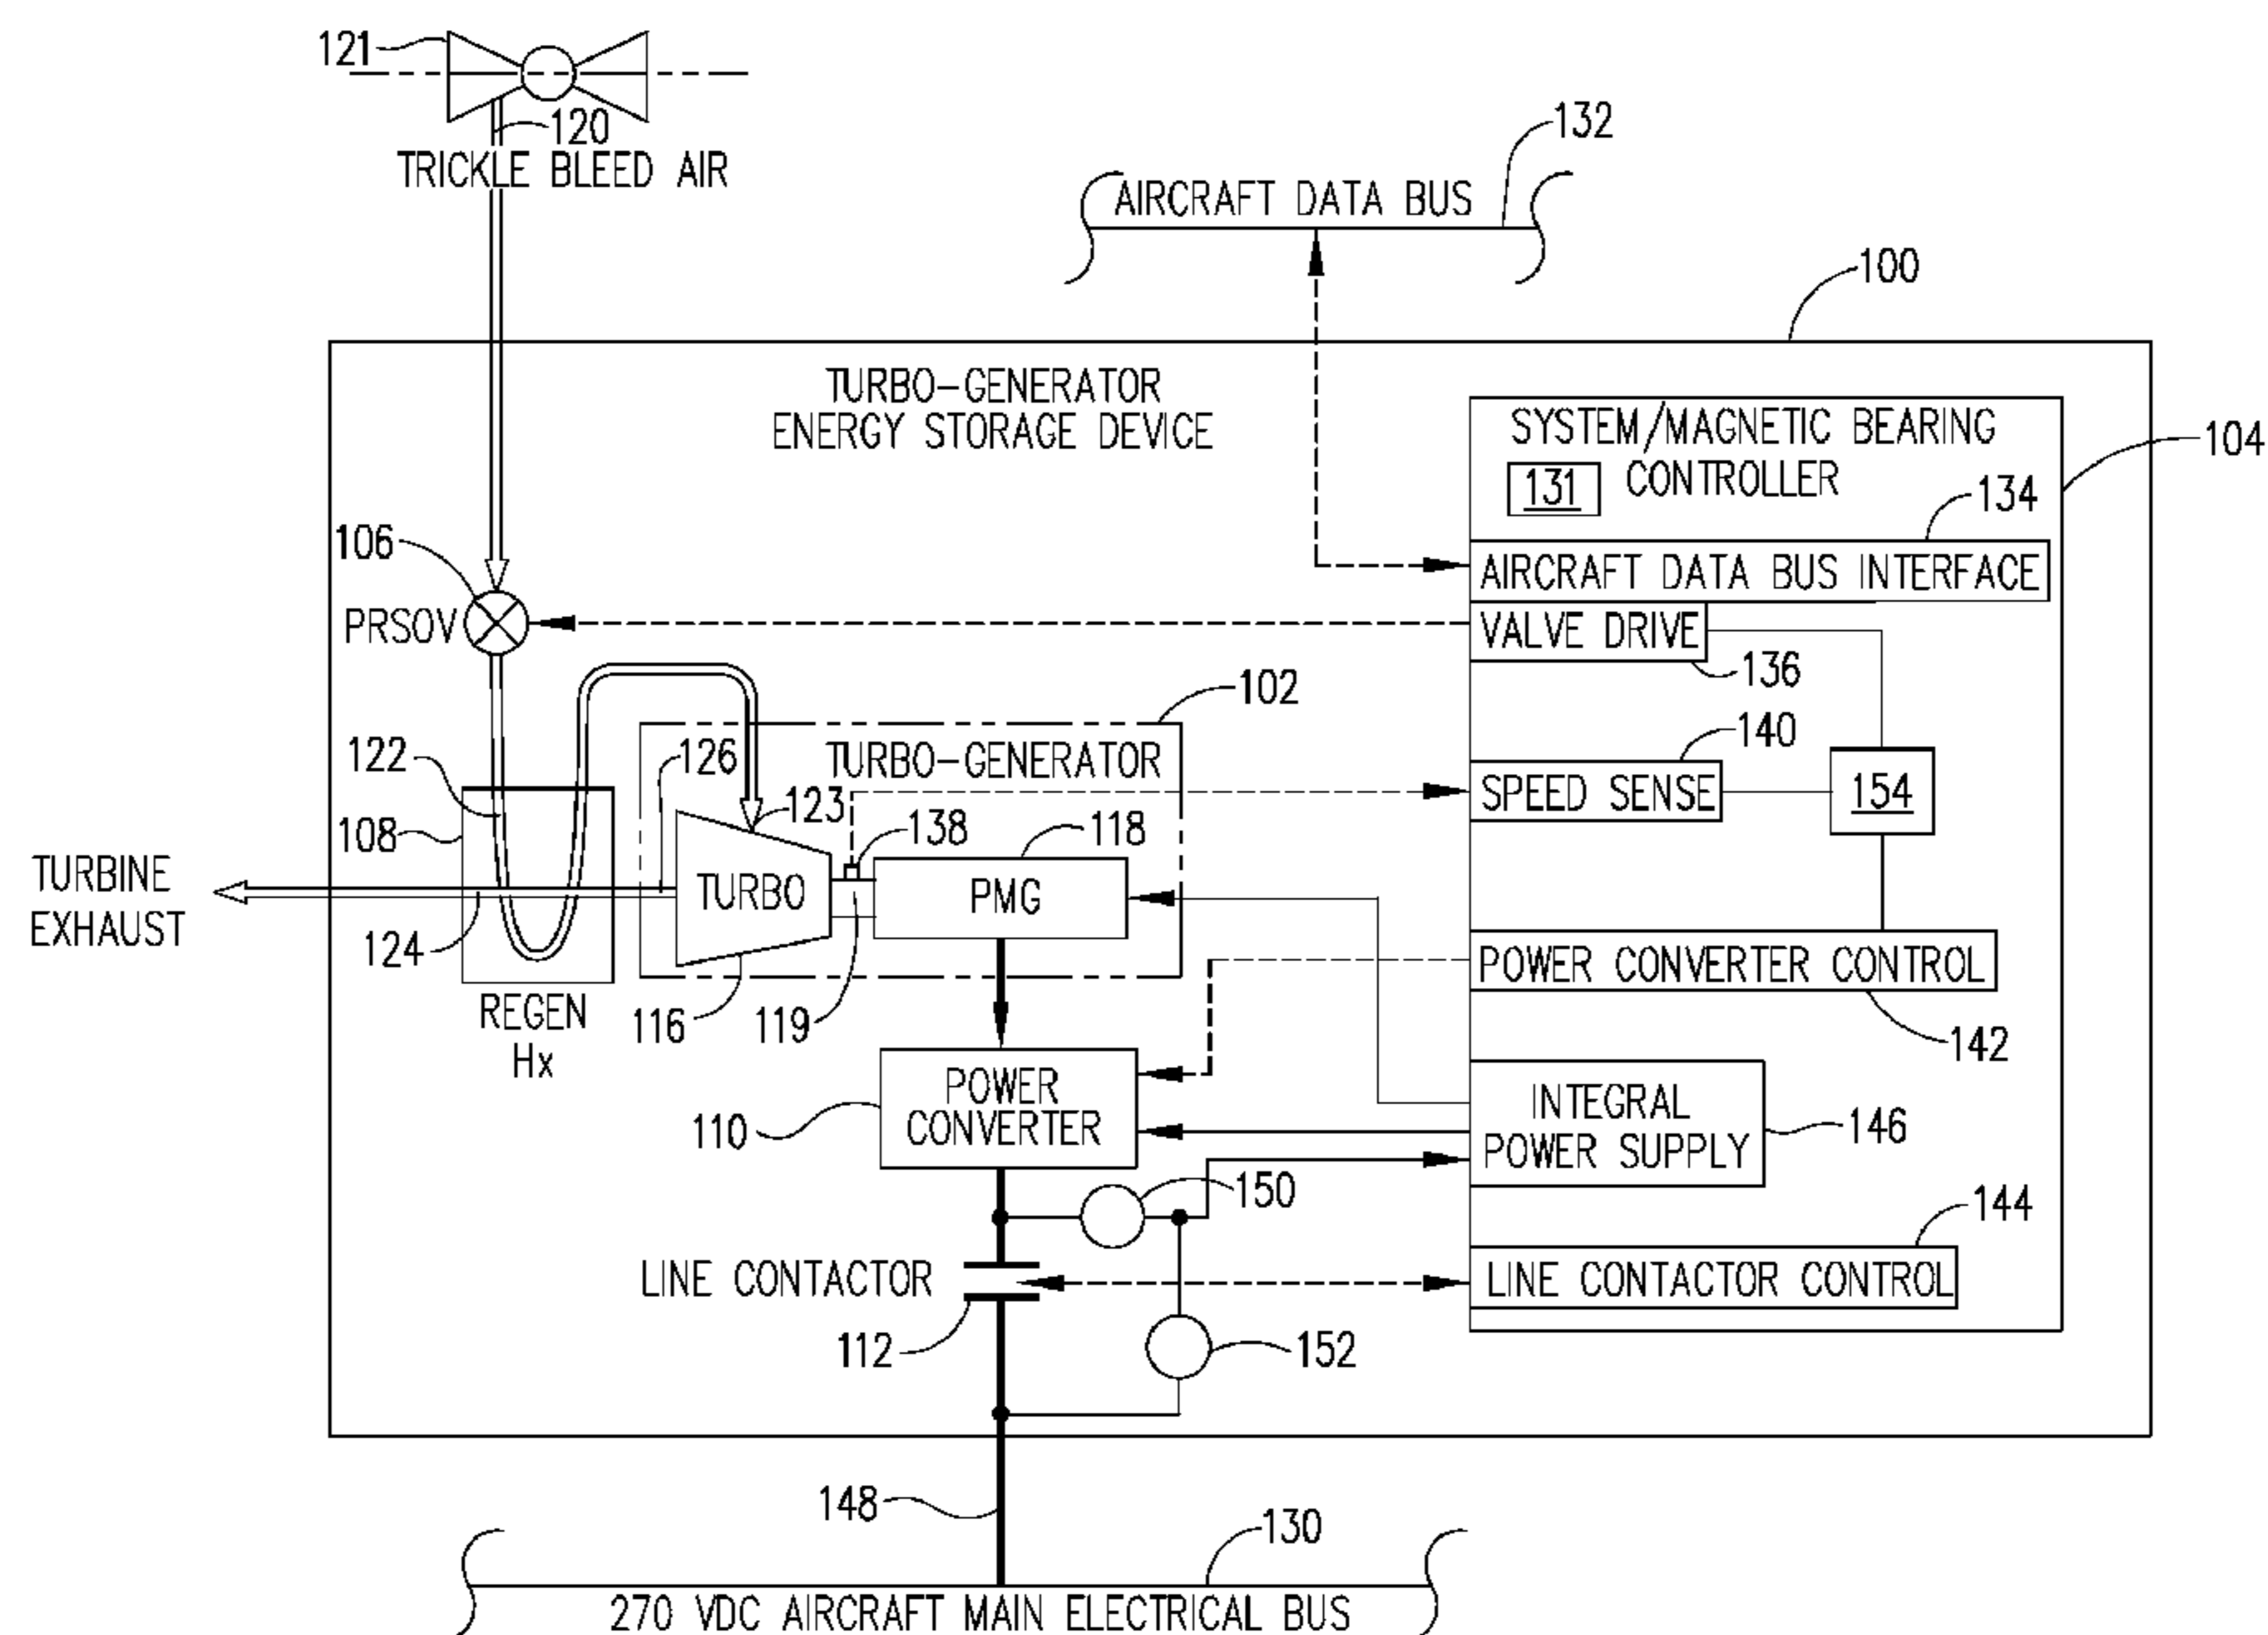 121
120
TRICKLE BLEED AIR
132
AIRCRAFT DATA BUS
100
TURBO-GENERATOR
ENERGY STORAGE DEVICE
SYSTEM/MAGNETIC BEARING
CONTROLLER
131
104
134
AIRCRAFT DATA BUS INTERFACE
106
PRSOV
VALVE DRIVE
136
102
TURBO-GENERATOR
122
126
123
140
SPEED SENSE
154
108
138
118
TURBINE
EXHAUST
TURBO
PMG
124
116
119
REGEN
Hx
POWER CONVERTER CONTROL
142
POWER
CONVERTER
110
INTEGRAL
POWER SUPPLY
146
150
144
LINE CONTACTOR
LINE CONTACTOR CONTROL
112
152
148
130
270 VDC AIRCRAFT MAIN ELECTRICAL BUS